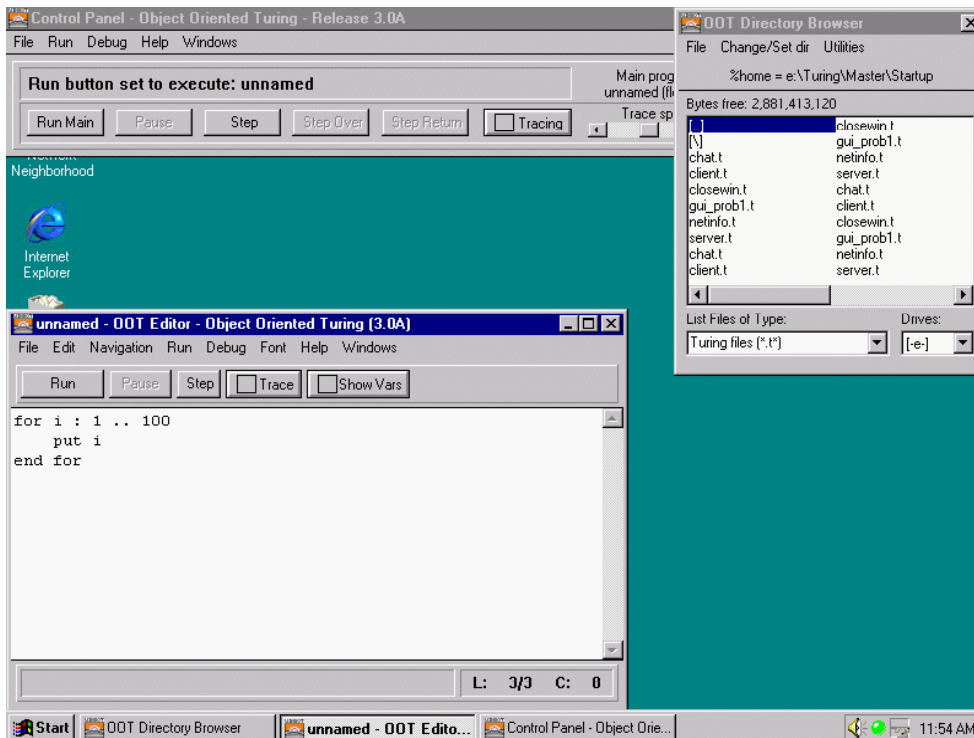 Control Panel - Object Oriented Turing - Release 3.0A
File Run Debug Help Windows
Run button set to execute: unnamed
Main prog
unnamed (fl
Run Main Pause Step Step Over Step Return Tracing
Trace sp
Neighborhood
Internet
Explorer
OOT Directory Browser
File Change/Set dir Utilities
%home = e:\Turing\Master\Startup
Bytes free: 2,881,413,120
[..] closewin.t
[\] gui_prob1.t
chat.t netinfo.t
client.t server.t
closewin.t chat.t
gui_prob1.t client.t
netinfo.t closewin.t
server.t gui_prob1.t
chat.t netinfo.t
client.t server.t
List Files of Type: Drives:
Turing files (*.t*) [-e-]
unnamed - OOT Editor - Object Oriented Turing (3.0A)
File Edit Navigation Run Debug Font Help Windows
Run Pause Step Trace Show Vars
for i : 1 .. 100
put i
end for
L: 3/3 C: 0
Start OOT Directory Browser unnamed - OOT Edito... Control Panel - Object Orie... 11:54 AM